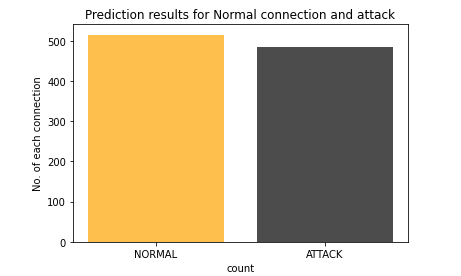 Prediction results for Normal connection and attack
500
400
300
200
100
0
No. of each connection
NORMAL ATTACK
count